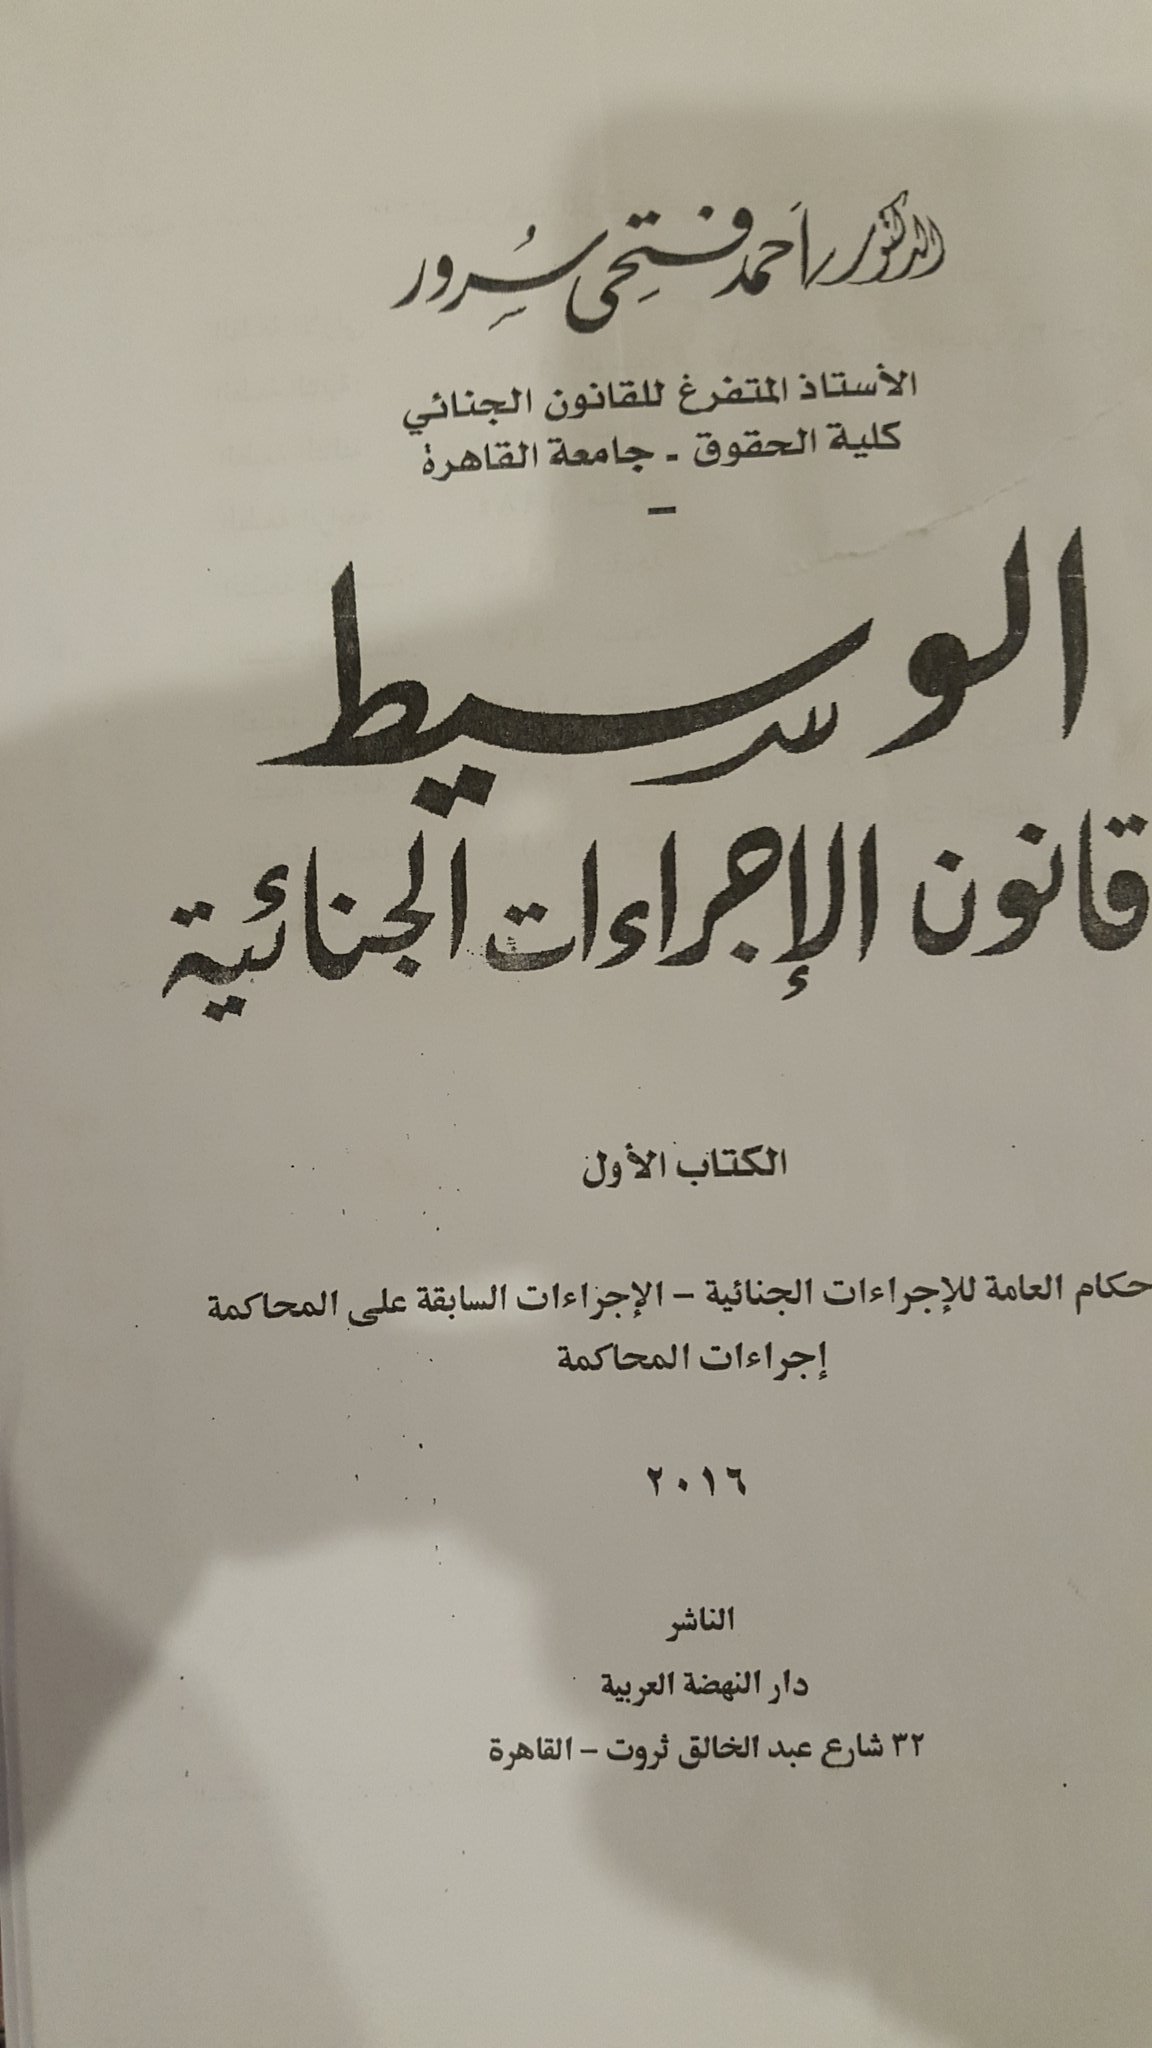 الدكتور أحمد فتحي سرور
الأستاذ المتفرغ للقانون الجنائي
كلية الحقوق - جامعة القاهرة
الوسيط
قانون الإجراءات الجنائية
الكتاب الأول
حكام العامة للإجراءات الجنائية – الإجراءات السابقة على المحاكمة
إجراءات المحاكمة
٢٠١٦
الناشر
دار النهضة العربية
٣٢ شارع عبد الخالق ثروت – القاهرة